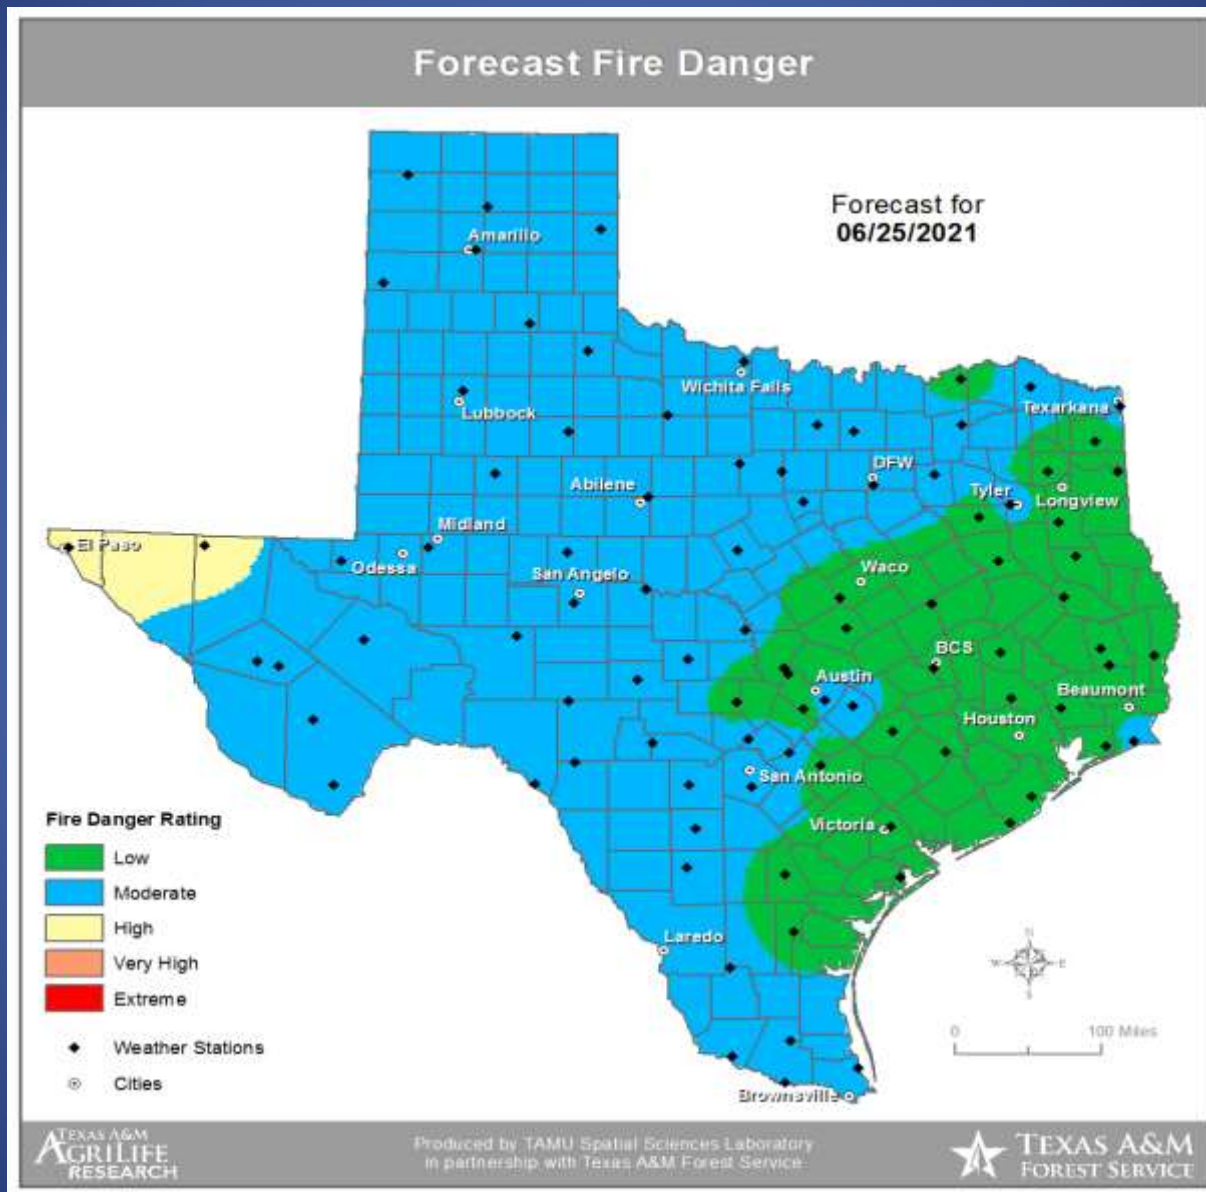 Forecast Fire Danger
Forecast for
06/25/2021
Amarillo
Wichita Falls
Lubbock
Texarkana
DFW
Abilene
Tyler
Longview
Midland
El Paso
Odessa
San Angelo
Waco
BCS
Austin
Beaumont
Houston
San Antonio
Victoria
Laredo
Brownsville
Fire Danger Rating
Low
Moderate
High
Very High
Extreme
Weather Stations
Cities
N
W
E
S
0 100 Miles
TEXAS A&M
AGRILIFE
RESEARCH
Produced by TAMU Spatial Sciences Laboratory
in partnership with Texas A&M Forest Service
TEXAS A&M
FOREST SERVICE